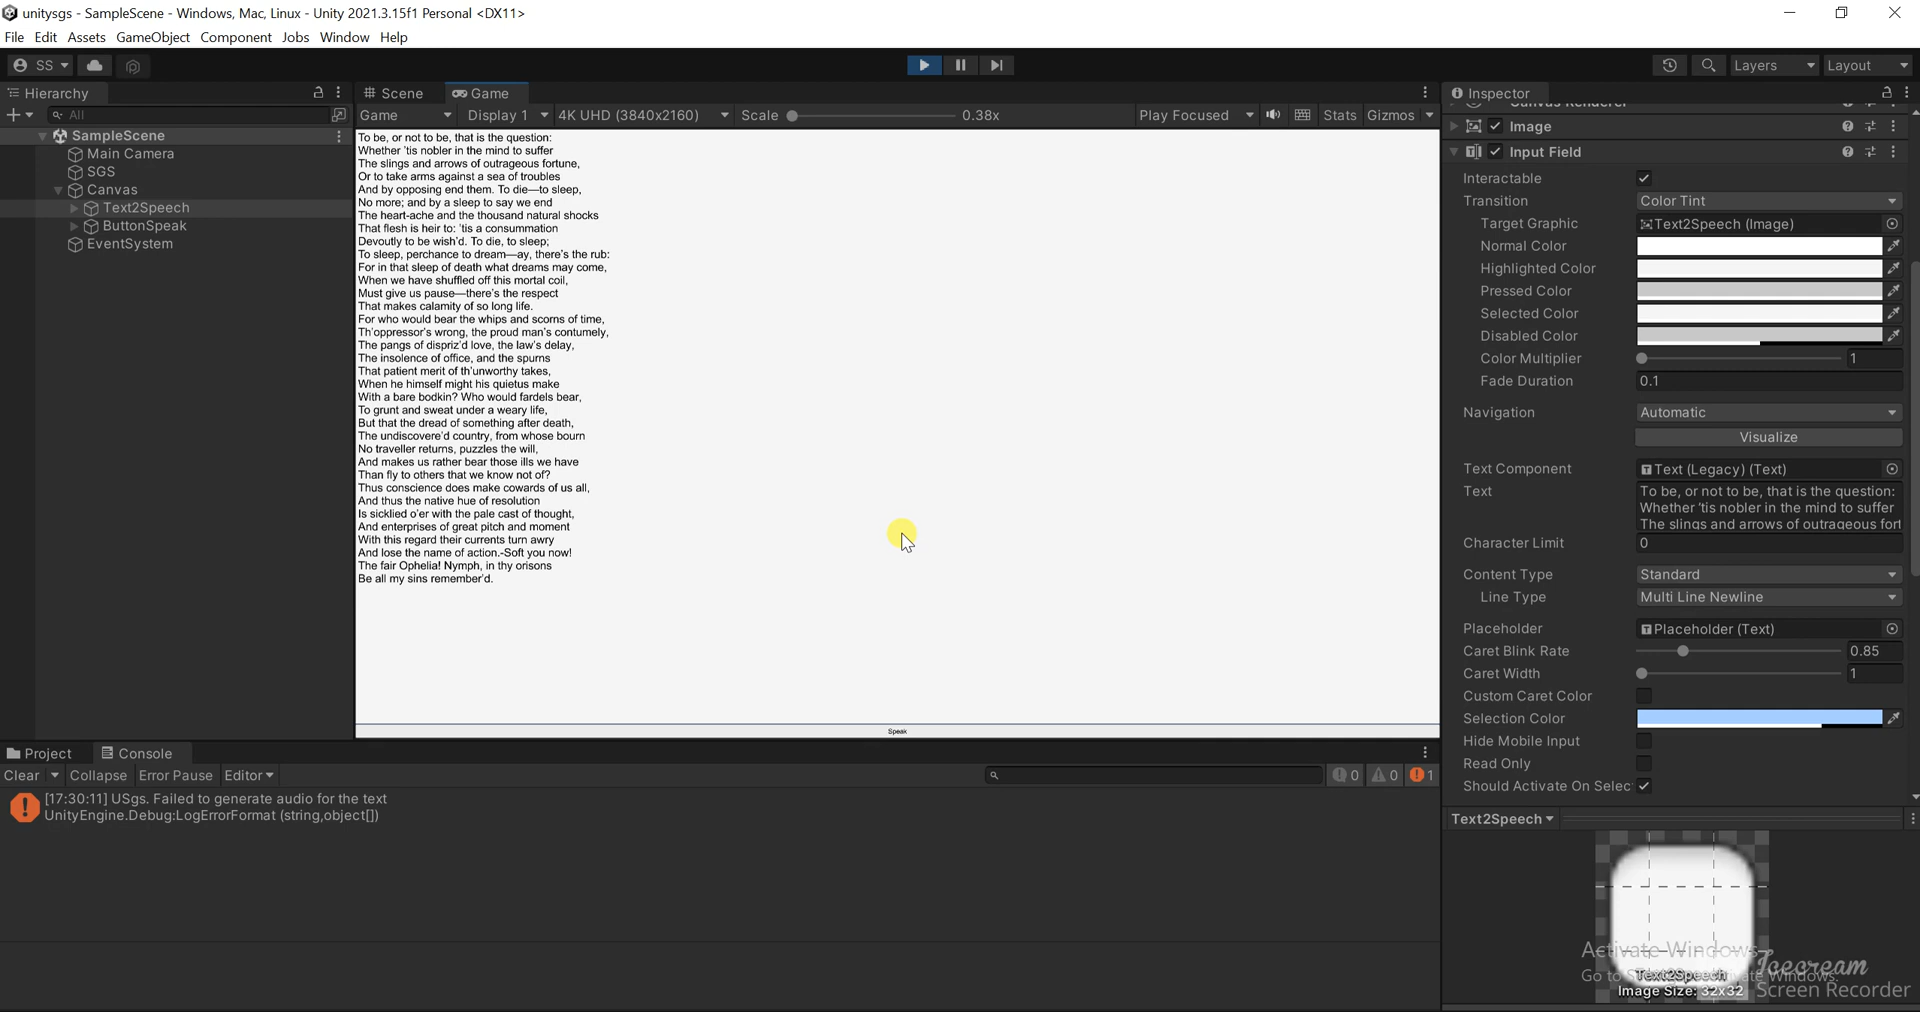 unitysgs - SampleScene - Windows, Mac, Linux - Unity 2021.3.15f1 Personal <DX11>
File Edit Assets GameObject Component Jobs Window Help
SS Layers Layout
Hierarchy
All
SampleScene
Main Camera
SGS
Canvas
Text2Speech
ButtonSpeak
EventSystem
Scene Game
Game Display 1 4K UHD (3840x2160) Scale 0.38x Play Focused Stats Gizmos
To be, or not to be, that is the question:
Whether 'tis nobler in the mind to suffer
The slings and arrows of outrageous fortune,
Or to take arms against a sea of troubles
And by opposing end them. To die—to sleep,
No more; and by a sleep to say we end
The heart-ache and the thousand natural shocks
That flesh is heir to: 'tis a consummation
Devoutly to be wish'd. To die, to sleep;
To sleep, perchance to dream—ay, there's the rub:
For in that sleep of death what dreams may come,
When we have shuffled off this mortal coil,
Must give us pause—there's the respect
That makes calamity of so long life.
For who would bear the whips and scorns of time,
Th'oppressor's wrong, the proud man's contumely,
The pangs of dispriz'd love, the law's delay,
The insolence of office, and the spurns
That patient merit of th'unworthy takes,
When he himself might his quietus make
With a bare bodkin? Who would fardels bear,
To grunt and sweat under a weary life,
But that the dread of something after death,
The undiscovere'd country, from whose bourn
No traveller returns, puzzles the will,
And makes us rather bear those ills we have
Than fly to others that we know not of?
Thus conscience does make cowards of us all,
And thus the native hue of resolution
Is sicklied o'er with the pale cast of thought,
And enterprises of great pitch and moment
With this regard their currents turn awry
And lose the name of action.-Soft you now!
The fair Ophelia! Nymph, in thy orisons
Be all my sins remember'd.
Speak
Project Console
Clear Collapse Error Pause Editor 0 0 1
[17:30:11] USgs. Failed to generate audio for the text
UnityEngine.Debug:LogErrorFormat (string,object[])
Inspector
Canvas Renderer
Image
Input Field
Interactable
Transition Color Tint
Target Graphic Text2Speech (Image)
Normal Color
Highlighted Color
Pressed Color
Selected Color
Disabled Color
Color Multiplier 1
Fade Duration 0.1
Navigation Automatic
Visualize
Text Component Text (Legacy) (Text)
Text To be, or not to be, that is the question:
Whether 'tis nobler in the mind to suffer
The slings and arrows of outrageous fort
Character Limit 0
Content Type Standard
Line Type Multi Line Newline
Placeholder Placeholder (Text)
Caret Blink Rate 0.85
Caret Width 1
Custom Caret Color
Selection Color
Hide Mobile Input
Read Only
Should Activate On Selec
Text2Speech
Activate Windows
Go to Activate Windows.
Text2Speech
Image Size: 32x32
Icecream
Screen Recorder